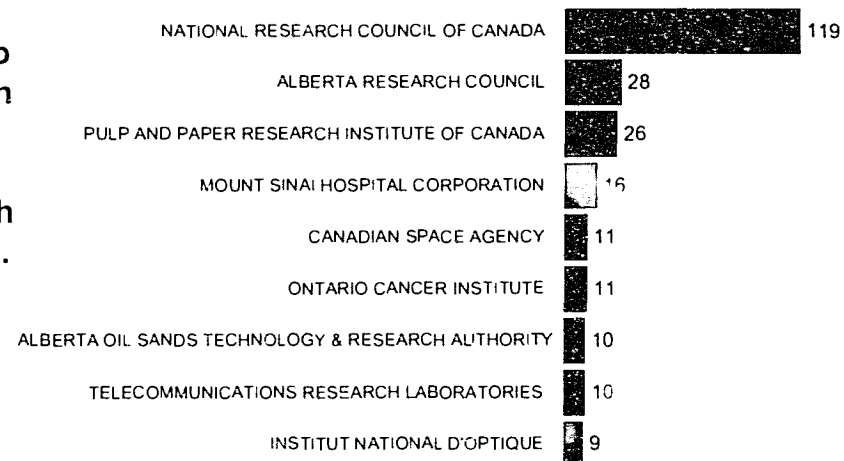 NATIONAL RESEARCH COUNCIL OF CANADA 119
ALBERTA RESEARCH COUNCIL 28
PULP AND PAPER RESEARCH INSTITUTE OF CANADA 26
MOUNT SINAI HOSPITAL CORPORATION 16
CANADIAN SPACE AGENCY 11
ONTARIO CANCER INSTITUTE 11
ALBERTA OIL SANDS TECHNOLOGY & RESEARCH AUTHORITY 10
TELECOMMUNICATIONS RESEARCH LABORATORIES 10
INSTITUT NATIONAL D'OPTIQUE 9